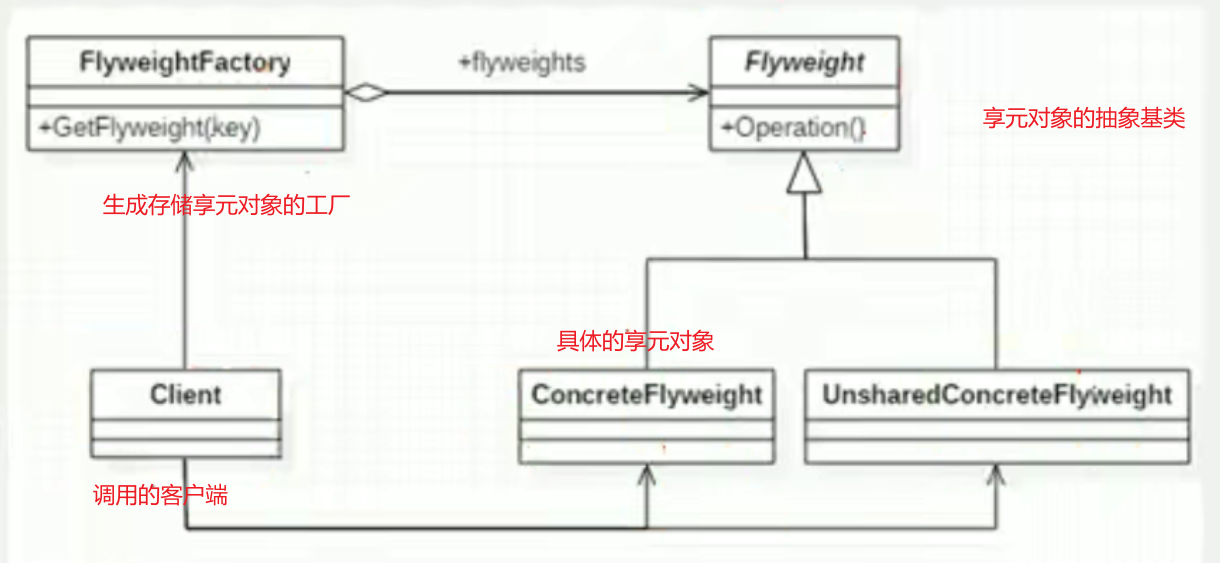 FlyweightFactory
+flyweights
Flyweight
+GetFlyweight(key)
+Operation()
享元对象的抽象基类
生成存储享元对象的工厂
具体的享元对象
Client
ConcreteFlyweight
UnsharedConcreteFlyweight
调用的客户端